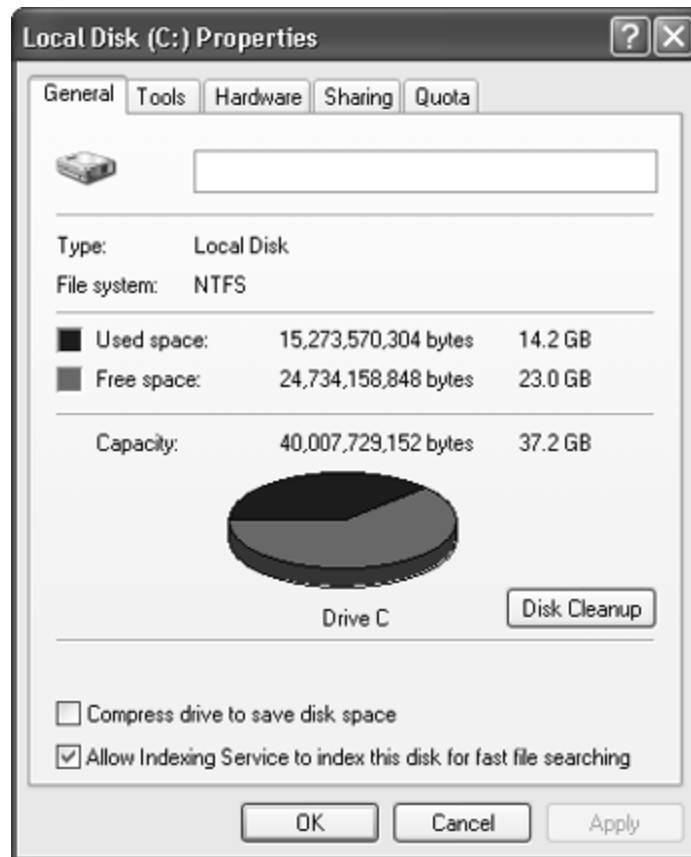 Local Disk (C:) Properties ? X
General Tools Hardware Sharing Quota
Type: Local Disk
File system: NTFS
Used space: 15,273,570,304 bytes 14.2 GB
Free space: 24,734,158,848 bytes 23.0 GB
Capacity: 40,007,729,152 bytes 37.2 GB
Drive C
Disk Cleanup
Compress drive to save disk space
Allow Indexing Service to index this disk for fast file searching
OK Cancel Apply